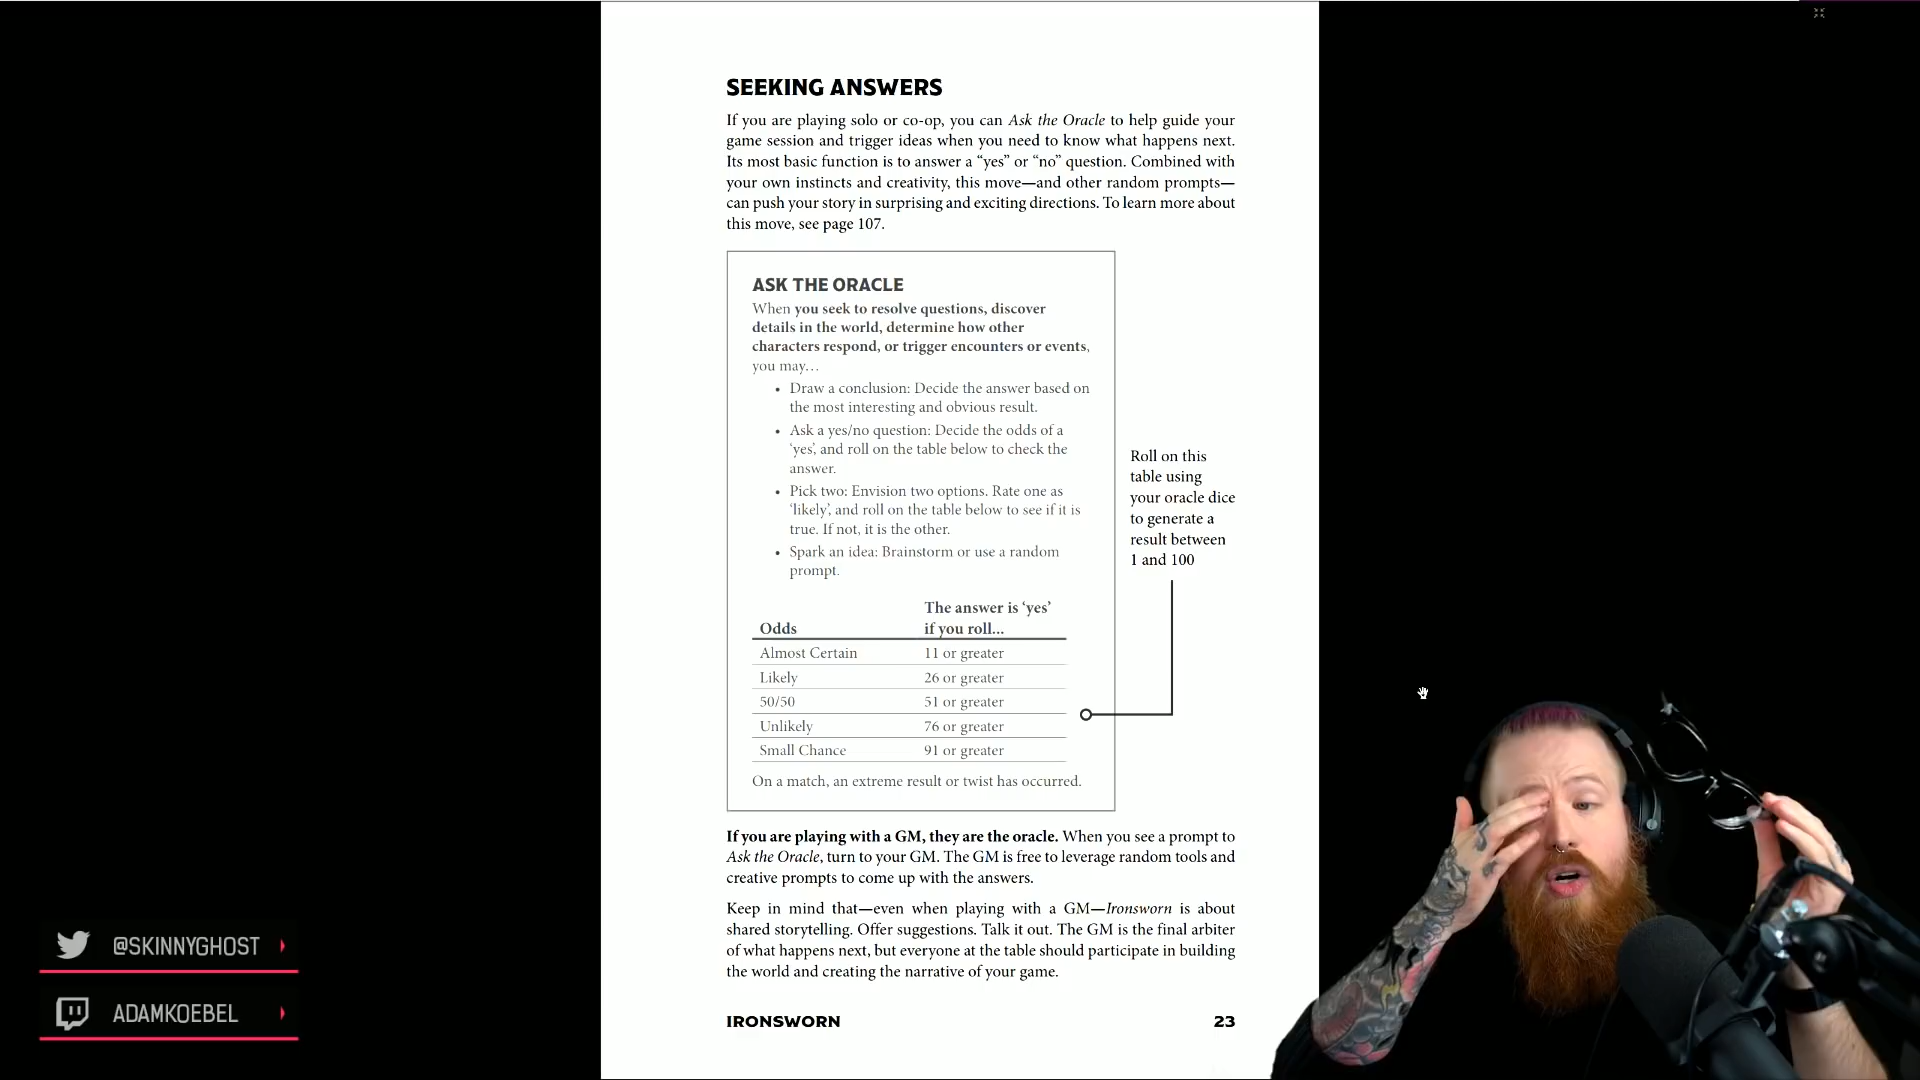 SEEKING ANSWERS
If you are playing solo or co-op, you can Ask the Oracle to help guide your
game session and trigger ideas when you need to know what happens next.
Its most basic function is to answer a “yes” or “no” question. Combined with
your own instincts and creativity, this move—and other random prompts—
can push your story in surprising and exciting directions. To learn more about
this move, see page 107.
ASK THE ORACLE
When you seek to resolve questions, discover
details in the world, determine how other
characters respond, or trigger encounters or events,
you may…
• Draw a conclusion: Decide the answer based on
the most interesting and obvious result.
• Ask a yes/no question: Decide the odds of a
‘yes’, and roll on the table below to check the
answer.
• Pick two: Envision two options. Rate one as
‘likely’, and roll on the table below to see if it is
true. If not, it is the other.
• Spark an idea: Brainstorm or use a random
prompt.
Roll on this
table using
your oracle dice
to generate a
result between
1 and 100
The answer is ‘yes’
Odds if you roll...
Almost Certain 11 or greater
Likely 26 or greater
50/50 51 or greater
Unlikely 76 or greater
Small Chance 91 or greater
On a match, an extreme result or twist has occurred.
If you are playing with a GM, they are the oracle. When you see a prompt to
Ask the Oracle, turn to your GM. The GM is free to leverage random tools and
creative prompts to come up with the answers.
Keep in mind that—even when playing with a GM—Ironsworn is about
shared storytelling. Offer suggestions. Talk it out. The GM is the final arbiter
of what happens next, but everyone at the table should participate in building
the world and creating the narrative of your game.
IRONSWORN 23
@SKINNYGHOST
ADAMKOEBEL